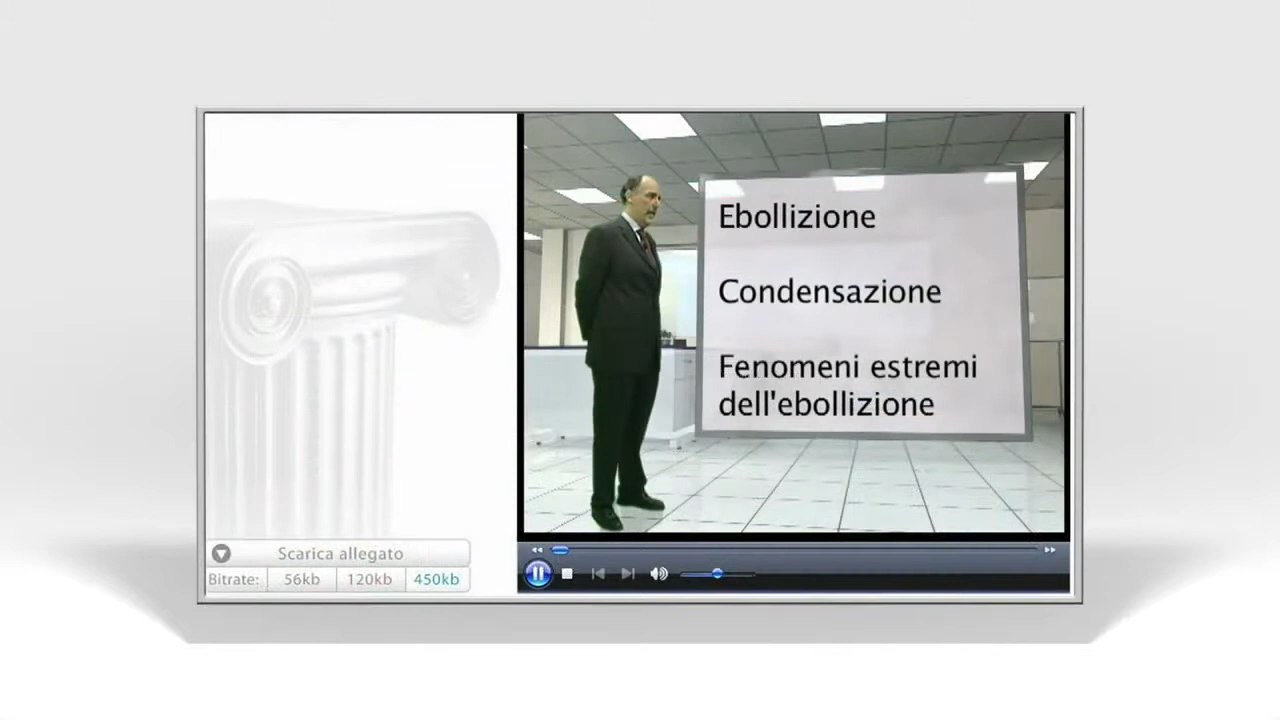 Ebollizione
Condensazione
Fenomeni estremi
dell'ebollizione
Scarica allegato
Bitrate: 56kb 120kb 450kb